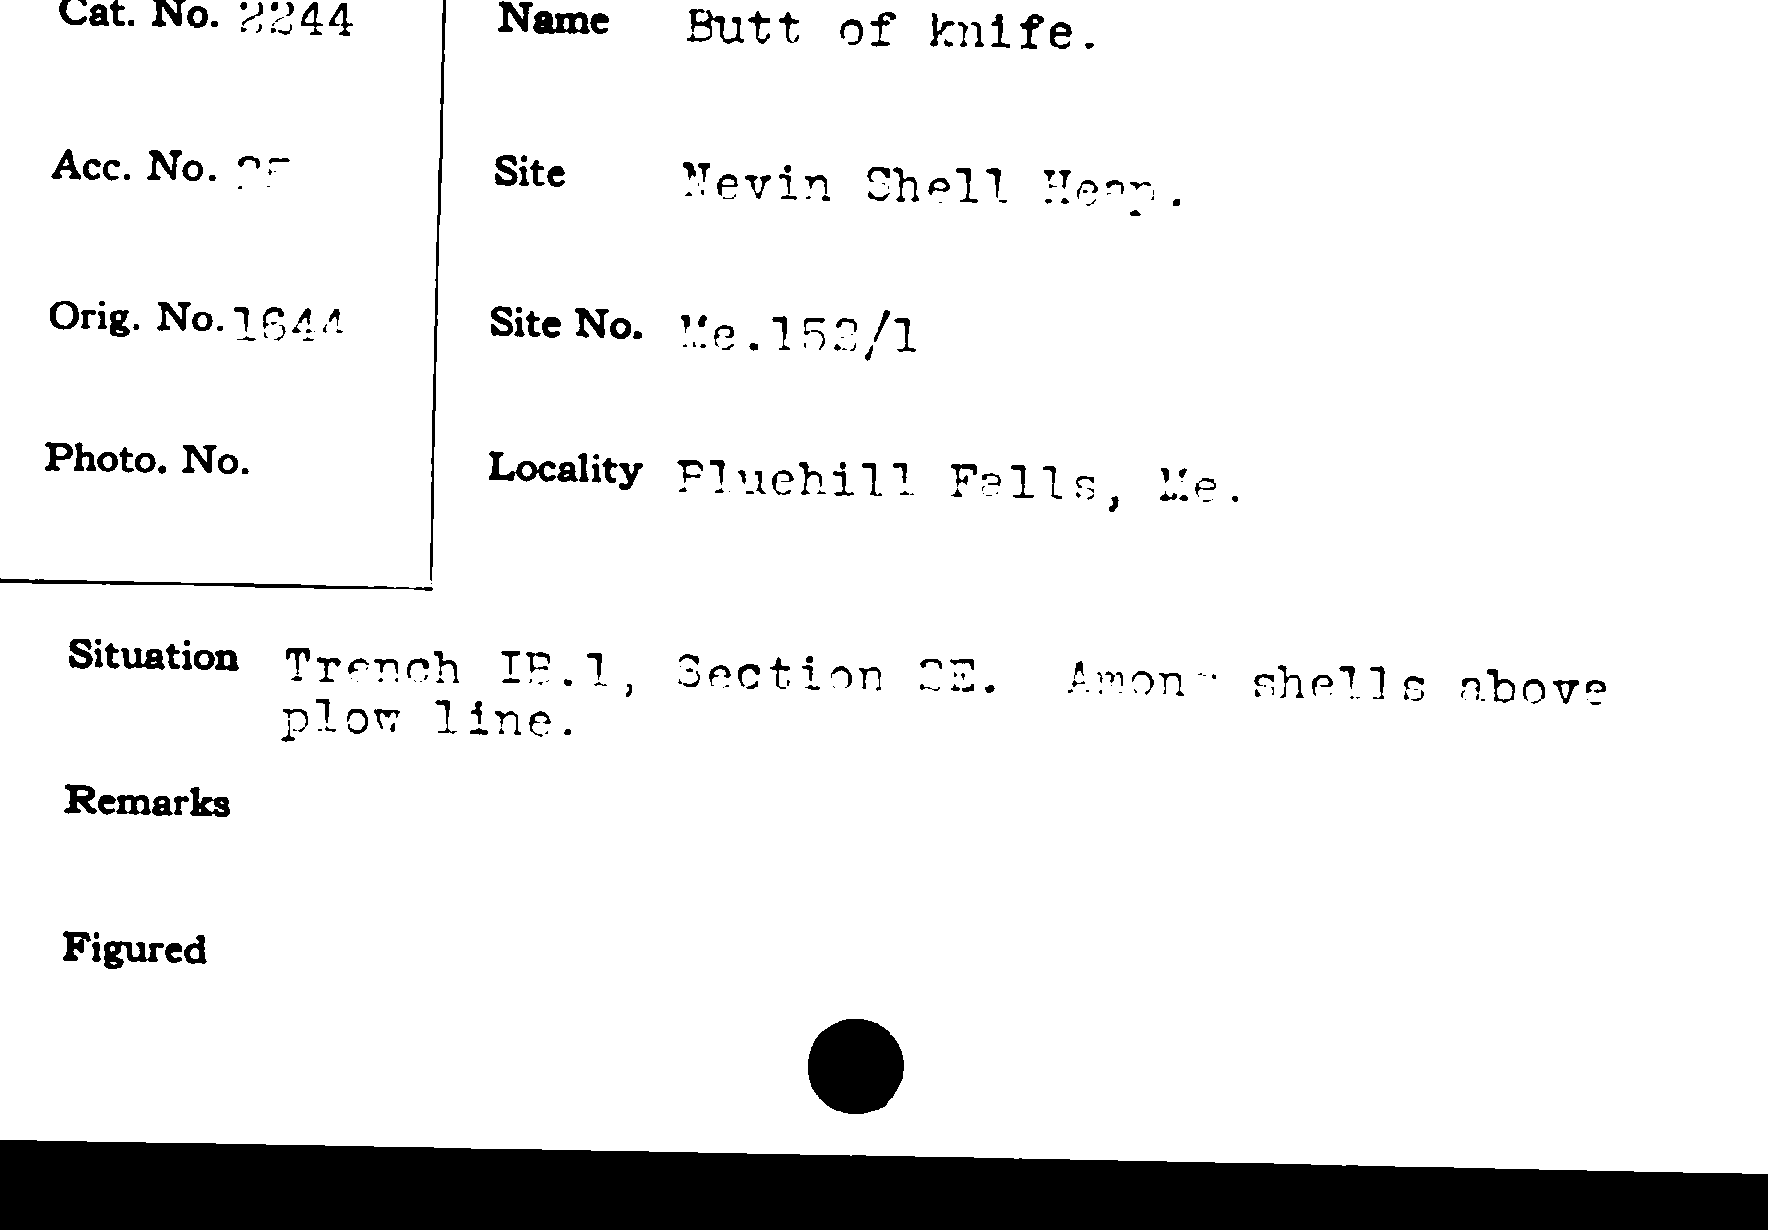 Cat. No. 2244
Name Butt of knife.
Acc. No. 25
Site Nevin Shell Heap.
Orig. No. 1644
Site No. Me.152/1
Photo. No.
Locality Bluehill Falls, Me.
Situation Trench IB.1, Section 2E. Among shells above
plow line.
Remarks
Figured